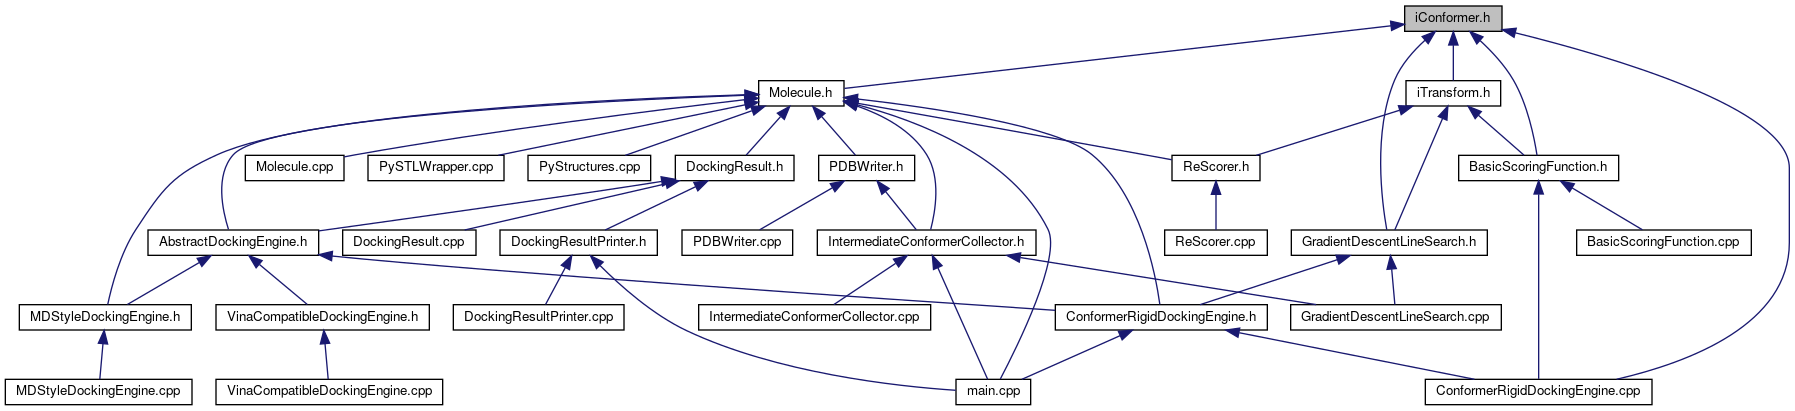 iConformer.h
Molecule.h
iTransform.h
Molecule.cpp
PySTLWrapper.cpp
PyStructures.cpp
DockingResult.h
PDBWriter.h
ReScorer.h
BasicScoringFunction.h
AbstractDockingEngine.h
DockingResult.cpp
DockingResultPrinter.h
PDBWriter.cpp
IntermediateConformerCollector.h
ReScorer.cpp
GradientDescentLineSearch.h
BasicScoringFunction.cpp
MDStyleDockingEngine.h
VinaCompatibleDockingEngine.h
DockingResultPrinter.cpp
IntermediateConformerCollector.cpp
ConformerRigidDockingEngine.h
GradientDescentLineSearch.cpp
MDStyleDockingEngine.cpp
VinaCompatibleDockingEngine.cpp
main.cpp
ConformerRigidDockingEngine.cpp